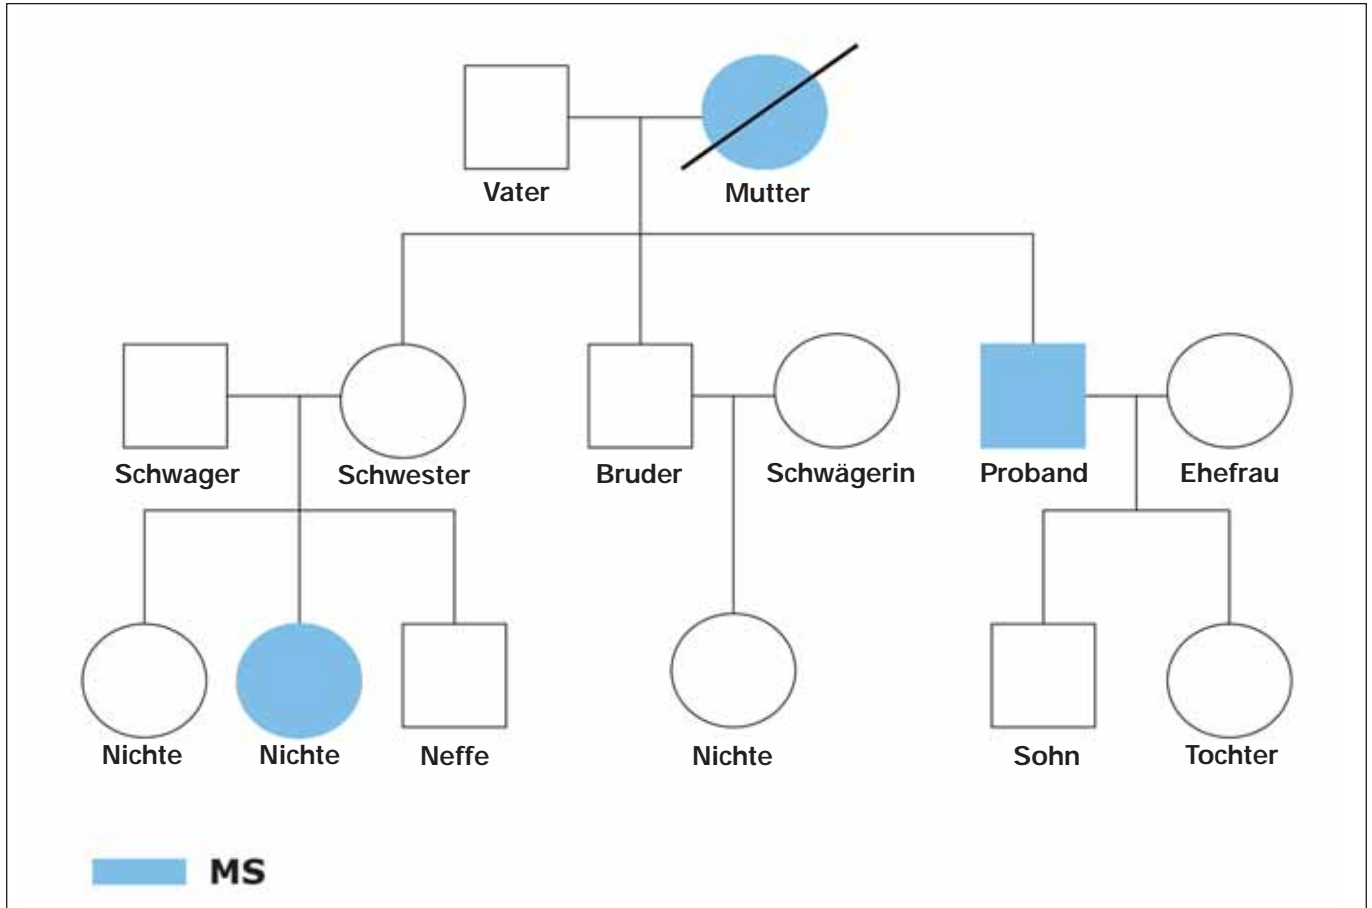 Vater Mutter
Schwager Schwester Bruder Schwägerin Proband Ehefrau
Nichte Nichte Neffe Nichte Sohn Tochter
MS